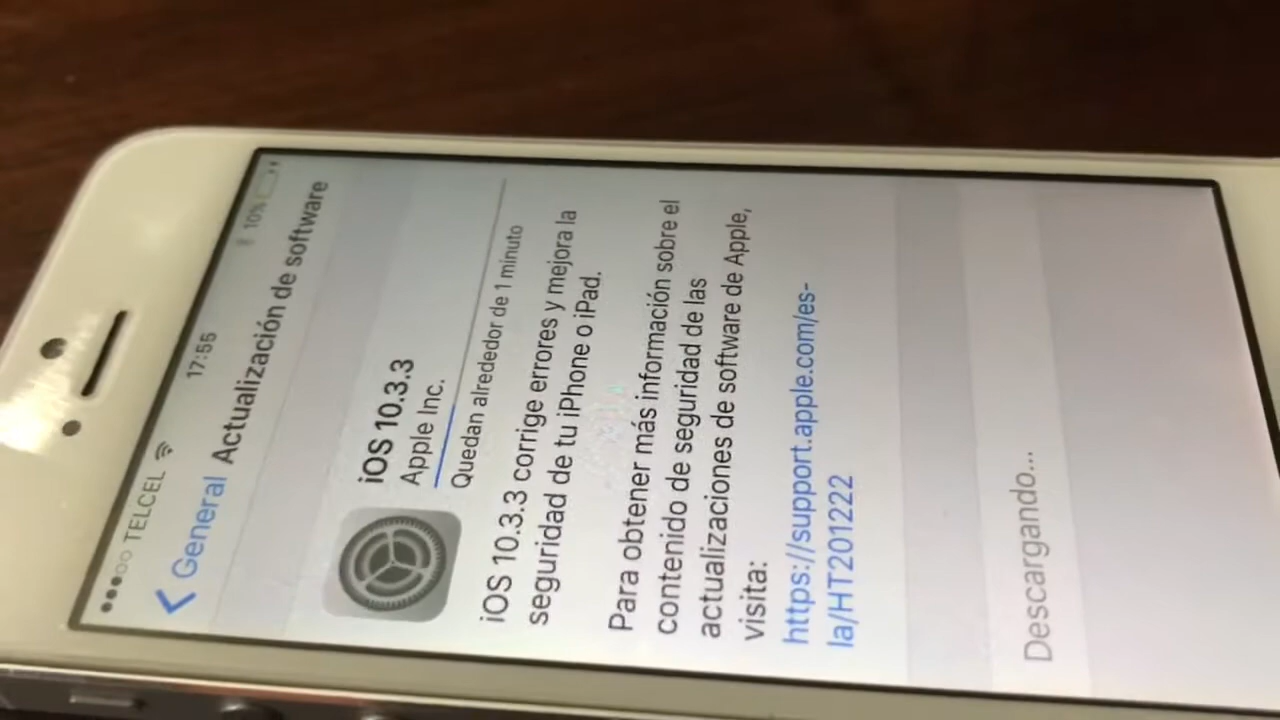 TELCEL 17:55 10%
General Actualización de software
iOS 10.3.3
Apple Inc.
Quedan alrededor de 1 minuto
iOS 10.3.3 corrige errores y mejora la
seguridad de tu iPhone o iPad.
Para obtener más información sobre el
contenido de seguridad de las
actualizaciones de software de Apple,
visita:
https://support.apple.com/es-
la/HT201222
Descargando...